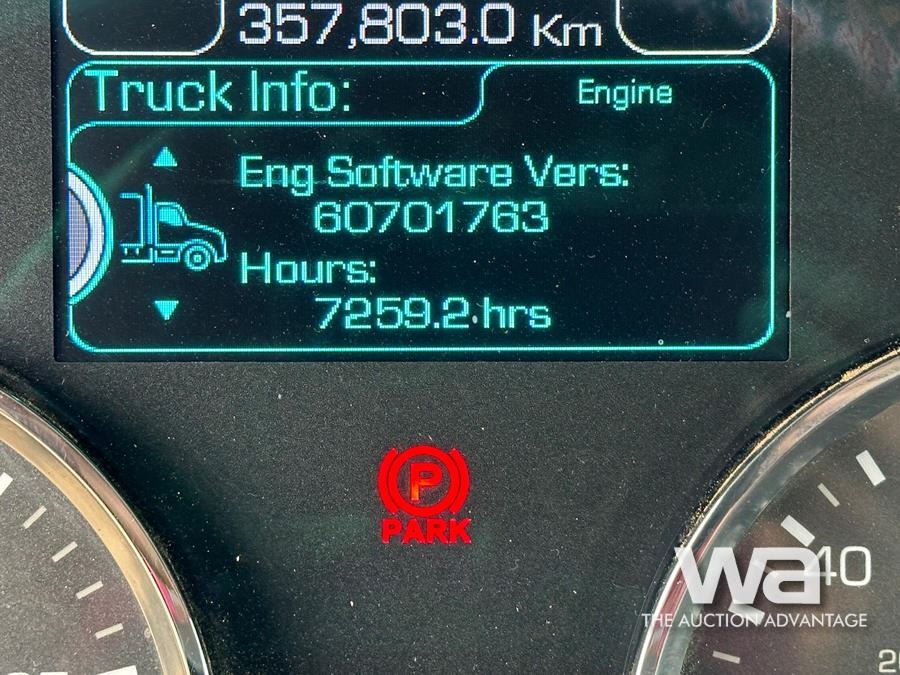 357,803.0 Km
Truck Info:
Engine
Eng Software Vers:
60701763
Hours:
7259.2 hrs
P
PARK
40
wa
THE AUCTION ADVANTAGE